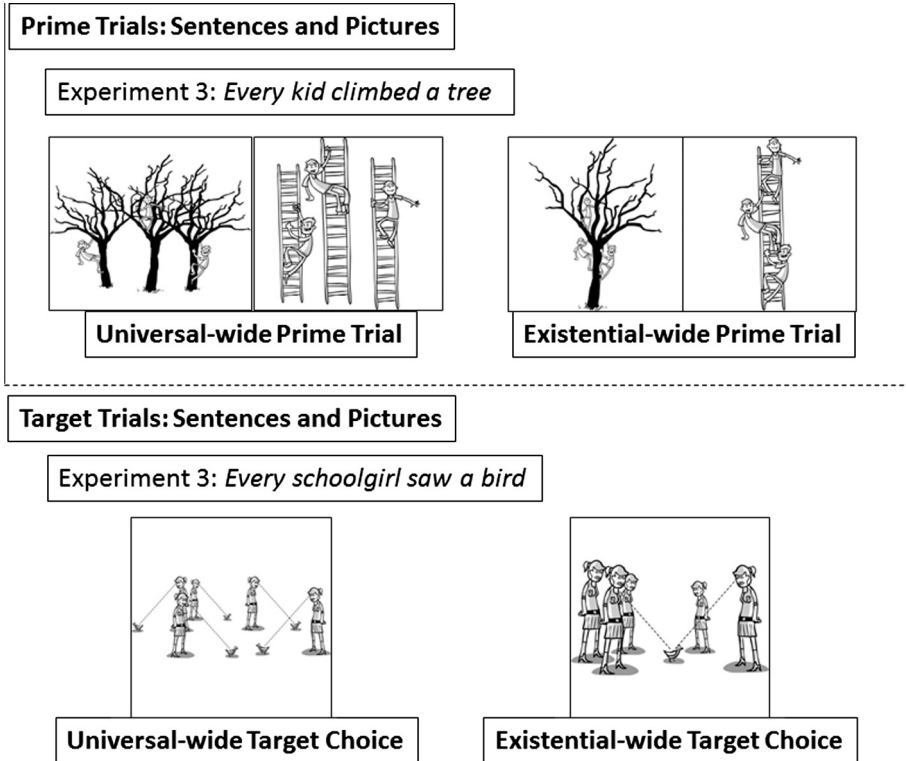 Prime Trials: Sentences and Pictures
Experiment 3: Every kid climbed a tree
Universal-wide Prime Trial
Existential-wide Prime Trial
Target Trials: Sentences and Pictures
Experiment 3: Every schoolgirl saw a bird
Universal-wide Target Choice
Existential-wide Target Choice